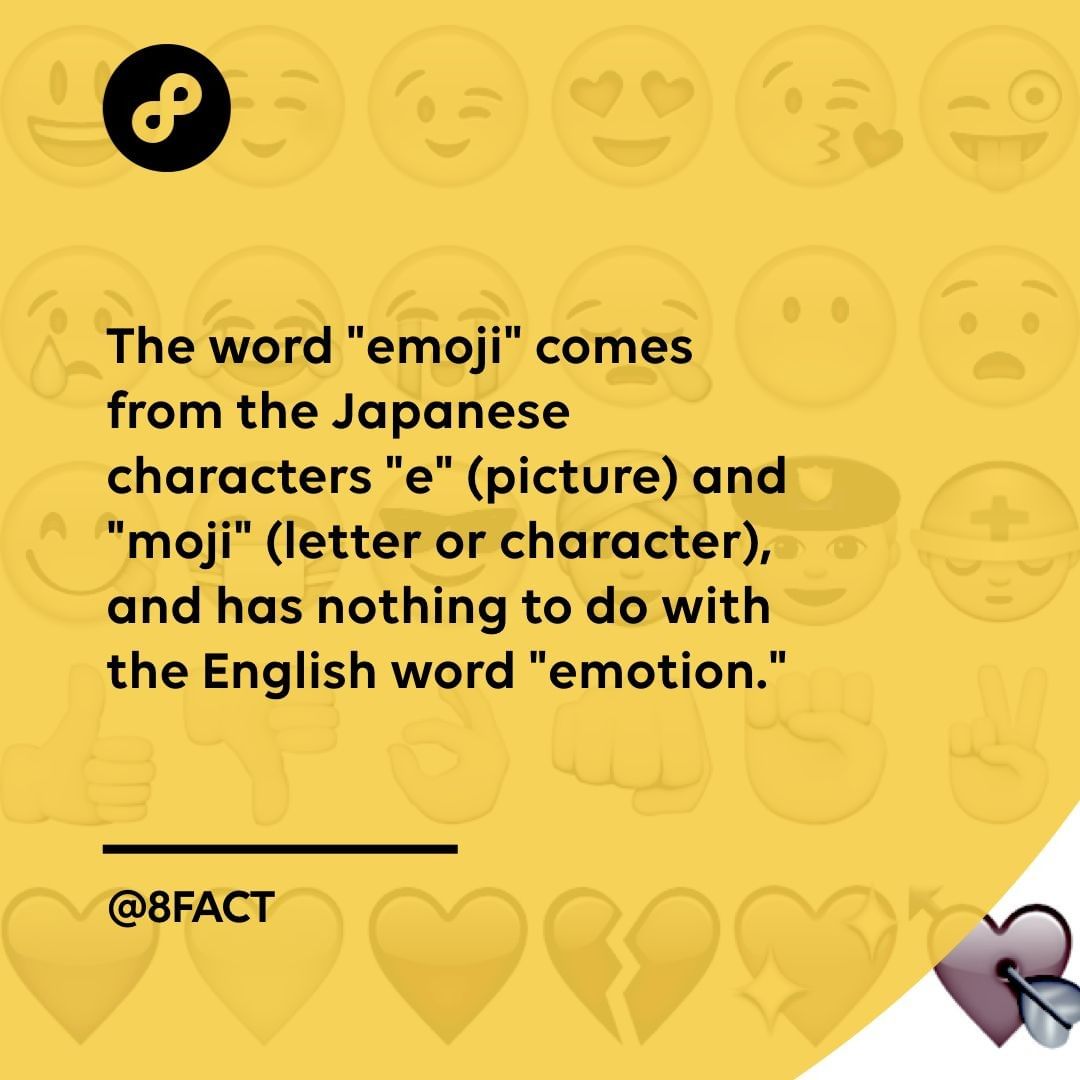 The word "emoji" comes
from the Japanese
characters "e" (picture) and
"moji" (letter or character),
and has nothing to do with
the English word "emotion."
@8FACT